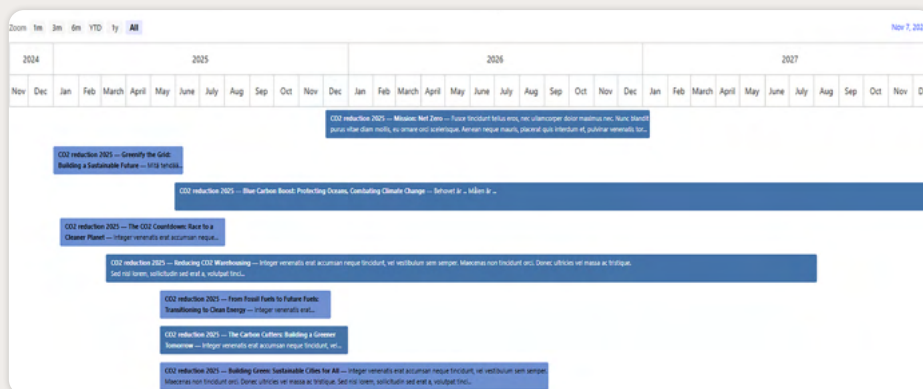 Zoom 1m 3m 6m YTD 1y All
Nov 7, 202
2024 2025 2026 2027
Nov Dec Jan Feb March April May June July Aug Sep Oct Nov Dec Jan Feb March April May June July Aug Sep Oct Nov Dec Jan Feb March April May June July Aug Sep Oct Nov D
CO2 reduction 2025 — Mission: Net Zero — Fusce tincidunt tellus eros, nec ullamcorper dolor maximus nec. Nunc blandit
purus vitae diam mollis, eu ornare orci scelerisque. Aenean neque mauris, placerat quis interdum et, pulvinar venenatis tor...
CO2 reduction 2025 — Greenify the Grid:
Building a Sustainable Future — Mitä tehdää...
CO2 reduction 2025 — Blue Carbon Boost: Protecting Oceans, Combating Climate Change — Behovet är .. Målen är ..
CO2 reduction 2025 — The CO2 Countdown: Race to a
Cleaner Planet — Integer venenatis erat accumsan neque...
CO2 reduction 2025 — Reducing CO2 Warehousing — Integer venenatis erat accumsan neque tincidunt, vel vestibulum sem semper. Maecenas non tincidunt orci. Donec ultricies vel massa ac tristique.
Sed nisi lorem, sollicitudin sed erat a, volutpat tinci...
CO2 reduction 2025 — From Fossil Fuels to Future Fuels:
Transitioning to Clean Energy — Integer venenatis erat...
CO2 reduction 2025 — The Carbon Cutters: Building a Greener
Tomorrow — Integer venenatis erat accumsan neque tincidunt, vel...
CO2 reduction 2025 — Building Green: Sustainable Cities for All — Integer venenatis erat accumsan neque tincidunt, vel vestibulum sem semper.
Maecenas non tincidunt orci. Donec ultricies vel massa ac tristique. Sed nisi lorem, sollicitudin sed erat a, volutpat tinci...